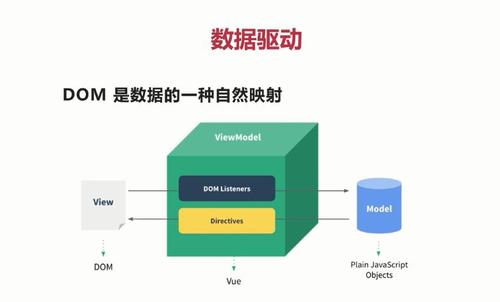 数据驱动
DOM 是数据的一种自然映射
ViewModel
DOM Listeners
View
Model
Directives
DOM
Vue
Plain JavaScript
Objects